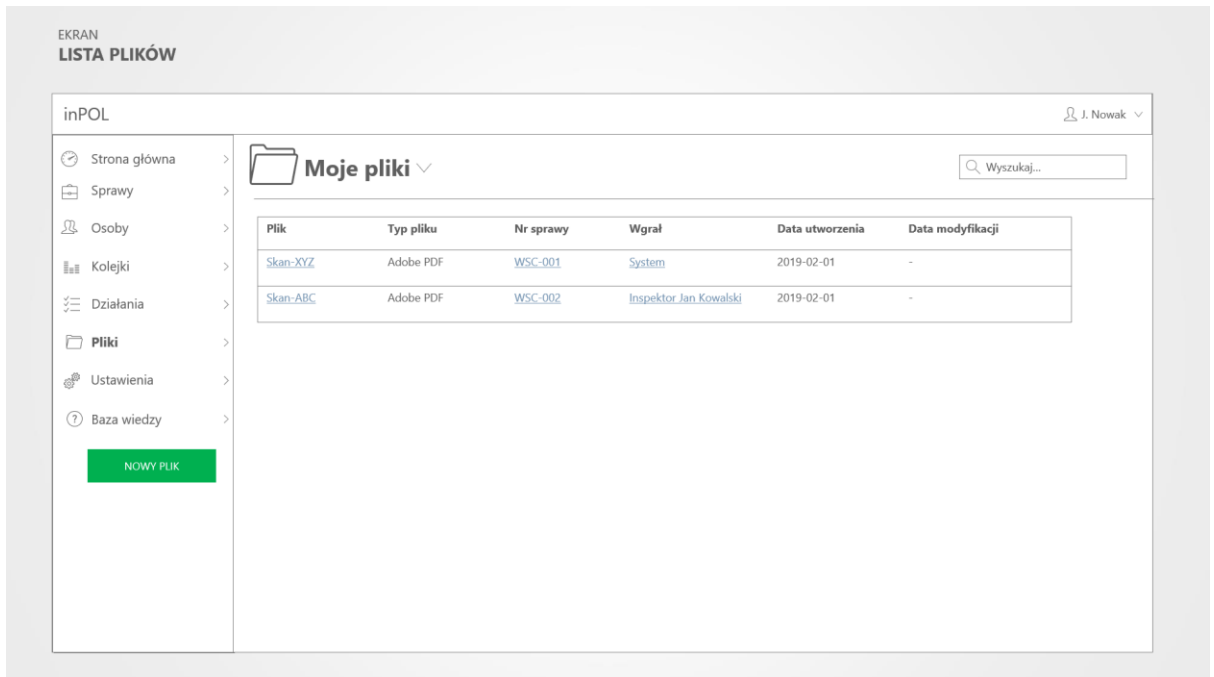 EKRAN
LISTA PLIKÓW
inPOL
J. Nowak
Strona główna
Sprawy
Osoby
Kolejki
Działania
Pliki
Ustawienia
Baza wiedzy
NOWY PLIK
Moje pliki
Wyszukaj...
Plik Typ pliku Nr sprawy Wgrał Data utworzenia Data modyfikacji
Skan-XYZ Adobe PDF WSC-001 System 2019-02-01 -
Skan-ABC Adobe PDF WSC-002 Inspektor Jan Kowalski 2019-02-01 -